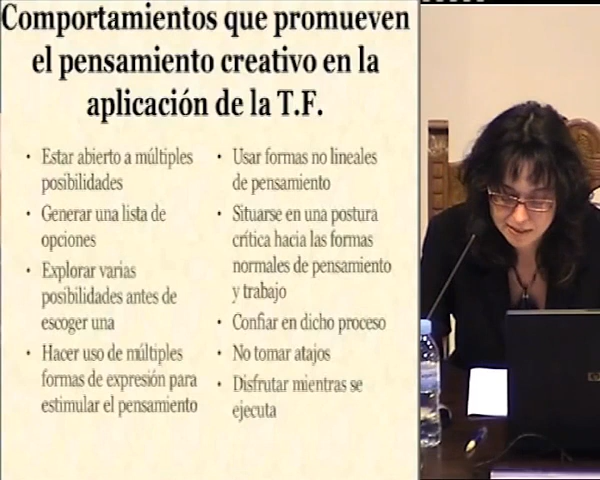 Comportamientos que promueven
el pensamiento creativo en la
aplicación de la T.F.
• Estar abierto a múltiples
posibilidades
• Generar una lista de
opciones
• Explorar varias
posibilidades antes de
escoger una
• Hacer uso de múltiples
formas de expresión para
estimular el pensamiento
• Usar formas no lineales
de pensamiento
• Situarse en una postura
crítica hacia las formas
normales de pensamiento
y trabajo
• Confiar en dicho proceso
• No tomar atajos
• Disfrutar mientras se
ejecuta